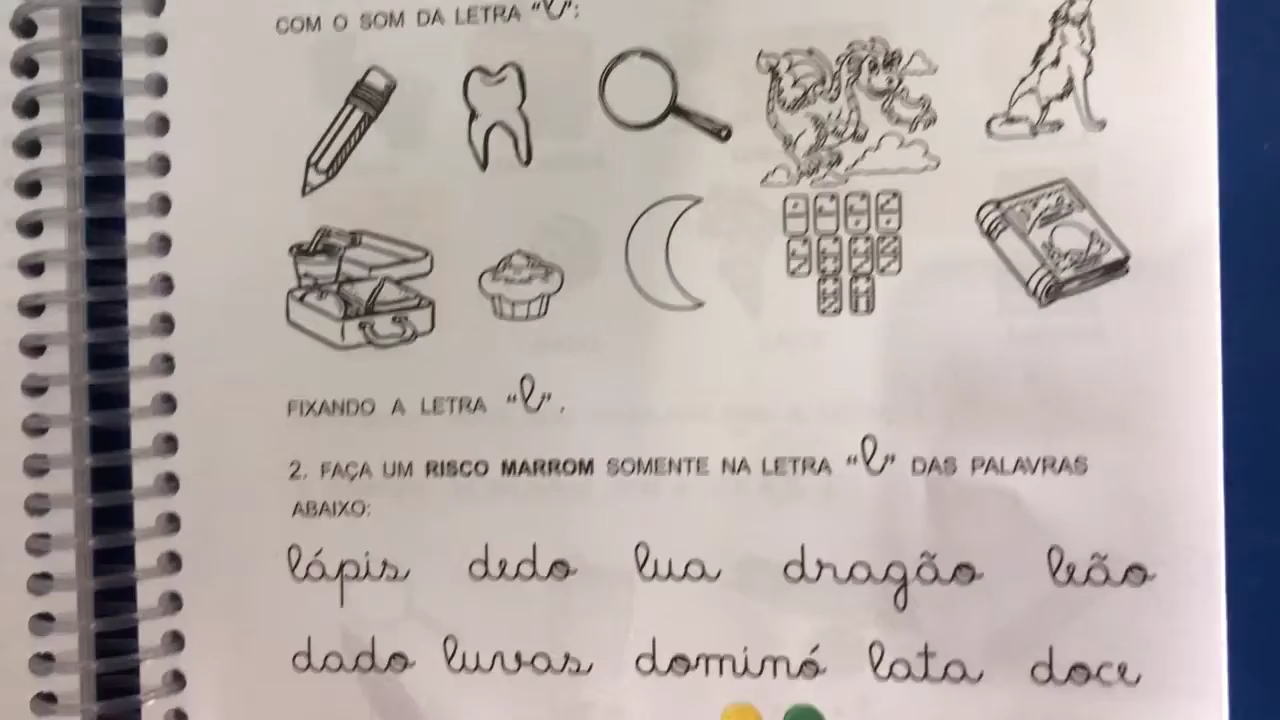 COM O SOM DA LETRA "l":
FIXANDO A LETRA "l".
2. FAÇA UM RISCO MARROM SOMENTE NA LETRA "l" DAS PALAVRAS
ABAIXO:
lápis dedo lua dragão leão
dado luvas dominó lata doce